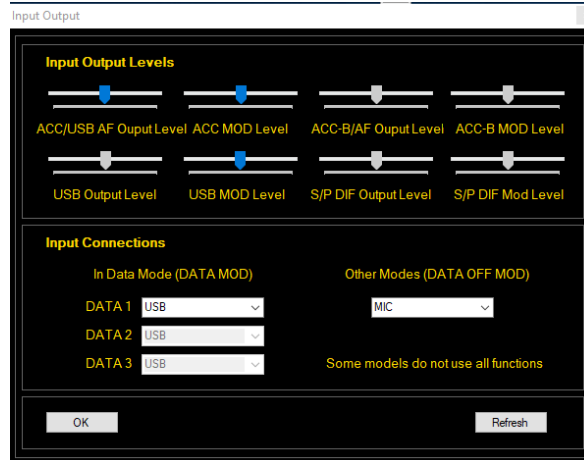 Input Output
Input Output Levels
ACC/USB AF Ouput Level ACC MOD Level ACC-B/AF Ouput Level ACC-B MOD Level
USB Output Level USB MOD Level S/P DIF Output Level S/P DIF Mod Level
Input Connections
In Data Mode (DATA MOD) Other Modes (DATA OFF MOD)
DATA 1 USB MIC
DATA 2 USB
DATA 3 USB Some models do not use all functions
OK Refresh